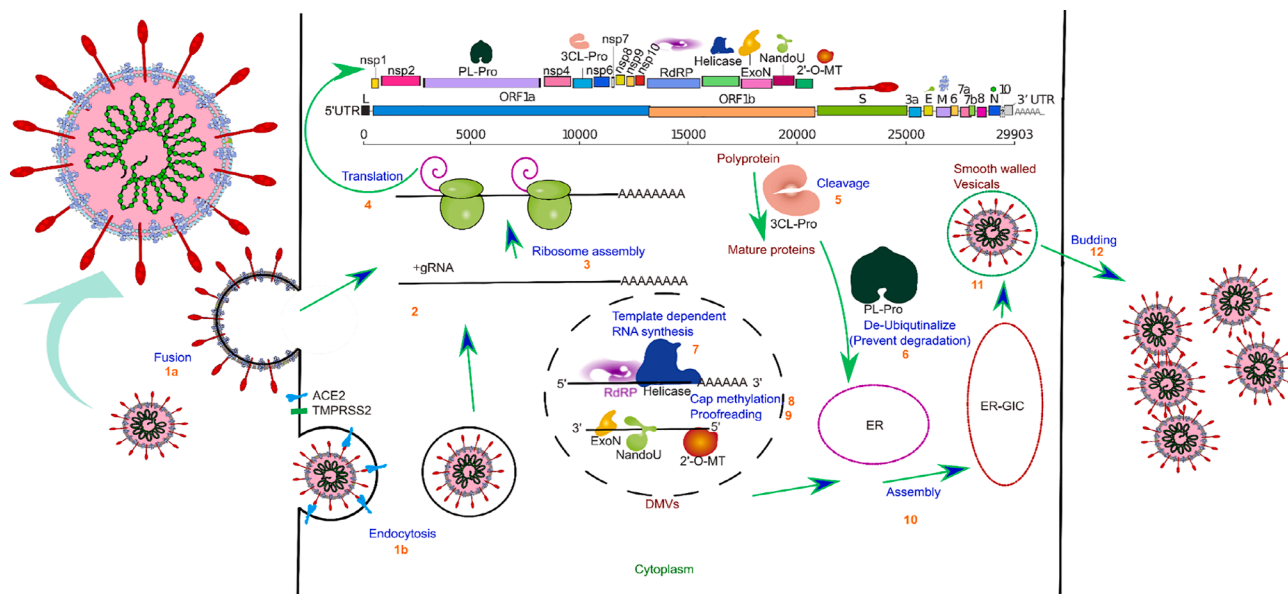 nsp1
nsp2
PL-Pro
3CL-Pro
nsp4
nsp6
nsp7
nsp8
nsp9
nsp10
RdRP
Helicase
ExoN
NandoU
2'-O-MT
5'UTR
L
ORF1a
ORF1b
S
3a
E
M
6
7a
7b
8
N
10
3' UTR
AAAAA
0
5000
10000
15000
20000
25000
29903
Translation
4
AAAAAAAA
Ribosome assembly
3
+gRNA
AAAAAAAA
2
Polyprotein
Cleavage
5
3CL-Pro
Mature proteins
PL-Pro
De-Ubiqutinalize
(Prevent degradation)
6
Smooth walled
Vesicals
11
Budding
12
Fusion
1a
ACE2
TMPRSS2
Endocytosis
1b
Template dependent
RNA synthesis
7
5'
AAAAAA 3'
RdRP
Helicase
Cap methylation
8
Proofreading
9
3'
5'
ExoN
NandoU
2'-O-MT
DMVs
ER
Assembly
10
ER-GIC
Cytoplasm